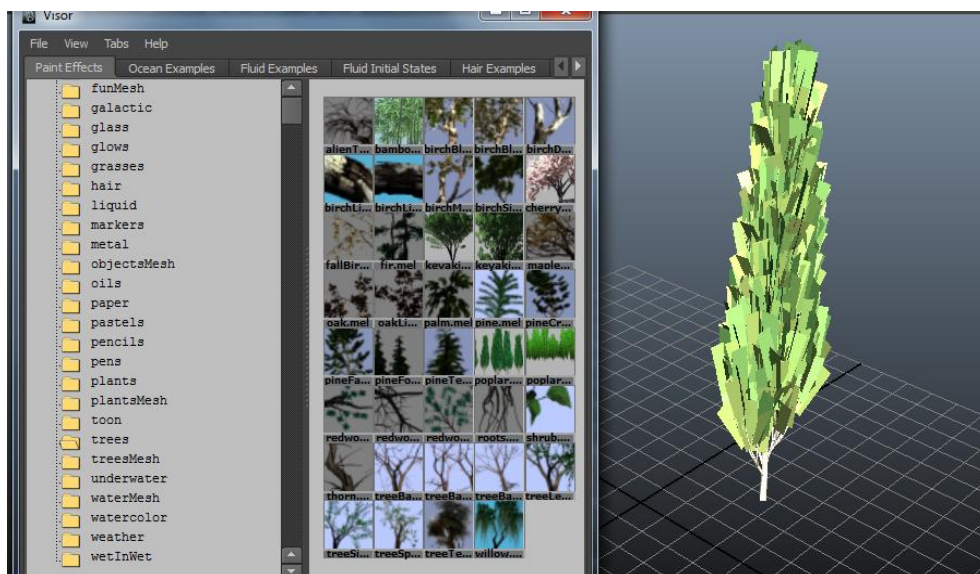 Visor
File View Tabs Help
Paint Effects Ocean Examples Fluid Examples Fluid Initial States Hair Examples
funMesh
galactic
glass
glows
grasses
hair
liquid
markers
metal
objectsMesh
oils
paper
pastels
pencils
pens
plants
plantsMesh
toon
trees
treesMesh
underwater
waterMesh
watercolor
weather
wetInWet
alienT... bambo... birchBl... birchBl... birchD...
birchLi... birchLi... birchM... birchSi... cherry...
fallBir... fir.mel keyaki... keyaki... maple...
oak.mel oakLi... palm.mel pine.mel pineCr...
pineFa... pineFo... pineTe... poplar.... poplar...
redwo... redwo... redwo... roots.... shrub....
thorn.... treeBa... treeBa... treeBa... treeLe...
treeSi... treeSp... treeTe... willow....